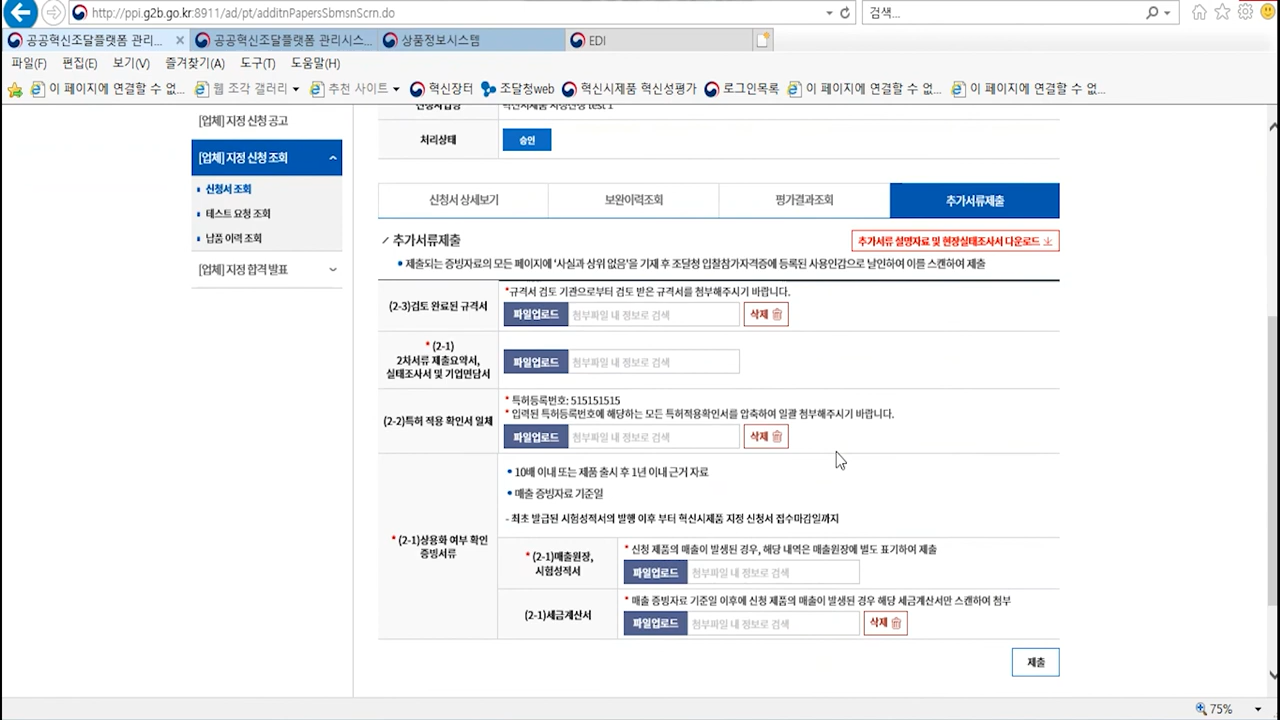 http://ppi.g2b.go.kr:8911/ad/pt/additnPapersSbmsnScrn.do
검색...
공공혁신조달플랫폼 관리...
공공혁신조달플랫폼 관리시스...
상품정보시스템
EDI
파일(F) 편집(E) 보기(V) 즐겨찾기(A) 도구(T) 도움말(H)
이 페이지에 연결할 수 없... 웹 조각 갤러리 추천 사이트 혁신장터 조달청web 혁신시제품 혁신성평가 로그인목록 이 페이지에 연결할 수 없... 이 페이지에 연결할 수 없...
[업체] 지정 신청 공고
[업체] 지정 신청 조회
신청서 조회
테스트 요청 조회
납품 이력 조회
[업체] 지정 합격 발표
신청사업명 혁신시제품 지정신청 test 1
처리상태 승인
신청서 상세보기 보완이력조회 평가결과조회 추가서류제출
추가서류제출 추가서류 설명자료 및 현장실태조사서 다운로드
제출되는 증빙자료의 모든 페이지에 '사실과 상위 없음'을 기재 후 조달청 입찰참가자격증에 등록된 사용인감으로 날인하여 이를 스캔하여 제출
(2-3)검토 완료된 규격서
*규격서 검토 기관으로부터 검토 받은 규격서를 첨부해주시기 바랍니다.
파일업로드 첨부파일 내 정보로 검색 삭제
* (2-1)
2차서류 제출요약서,
실태조사서 및 기업면담서
파일업로드 첨부파일 내 정보로 검색
(2-2)특허 적용 확인서 일체
* 특허등록번호: 515151515
* 입력된 특허등록번호에 해당하는 모든 특허적용확인서를 압축하여 일괄 첨부해주시기 바랍니다.
파일업로드 첨부파일 내 정보로 검색 삭제
* (2-1)상용화 여부 확인
증빙서류
10배 이내 또는 제품 출시 후 1년 이내 근거 자료
매출 증빙자료 기준일
- 최초 발급된 시험성적서의 발행 이후 부터 혁신시제품 지정 신청서 접수마감일까지
* (2-1)매출원장,
시험성적서
* 신청 제품의 매출이 발생된 경우, 해당 내역은 매출원장에 별도 표기하여 제출
파일업로드 첨부파일 내 정보로 검색
(2-1)세금계산서
* 매출 증빙자료 기준일 이후에 신청 제품의 매출이 발생된 경우 해당 세금계산서만 스캔하여 첨부
파일업로드 첨부파일 내 정보로 검색 삭제
제출
75%